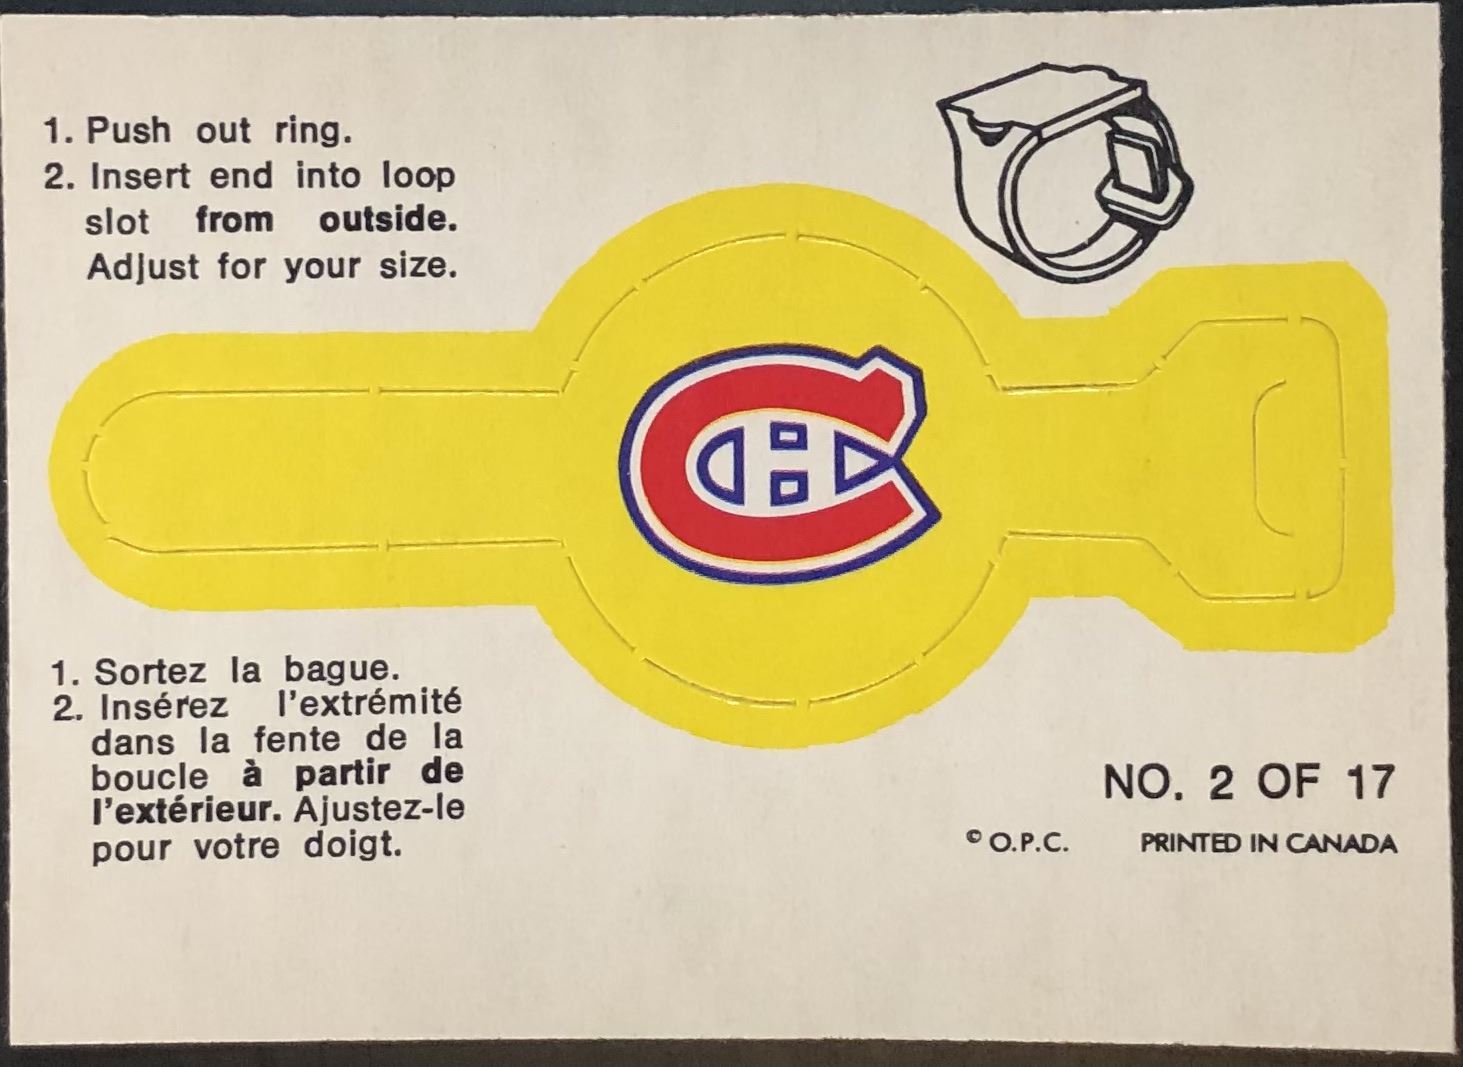 1. Push out ring.
2. Insert end into loop
slot from outside.
Adjust for your size.
1. Sortez la bague.
2. Insérez l'extrémité
dans la fente de la
boucle à partir de
l'extérieur. Ajustez-le
pour votre doigt.
NO. 2 OF 17
© O.P.C. PRINTED IN CANADA